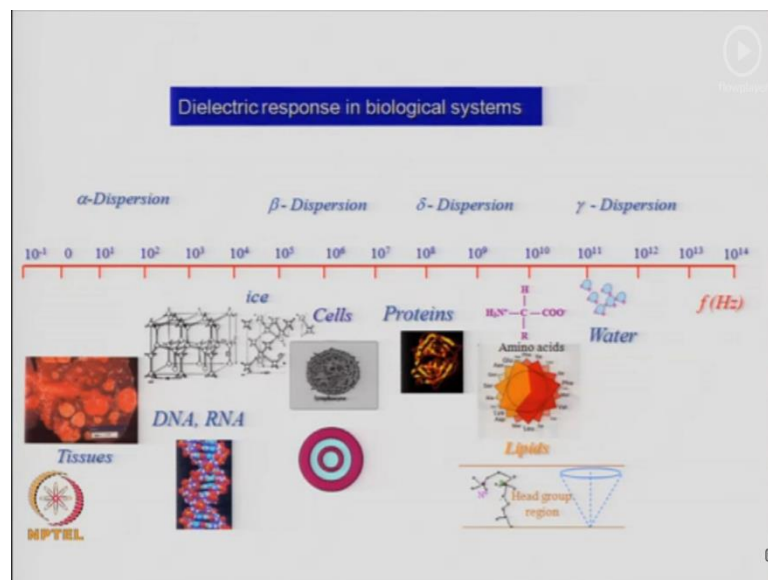 Dielectric response in biological systems
α-Dispersion
β - Dispersion
δ - Dispersion
γ - Dispersion
10⁻¹ 0 10¹ 10² 10³ 10⁴ 10⁵ 10⁶ 10⁷ 10⁸ 10⁹ 10¹⁰ 10¹¹ 10¹² 10¹³ 10¹⁴
f (Hz)
ice
Cells
Proteins
H
H₃N⁺—C—COO⁻
R
Amino acids
Water
DNA, RNA
Tissues
Lipids
Head group
region
NPTEL